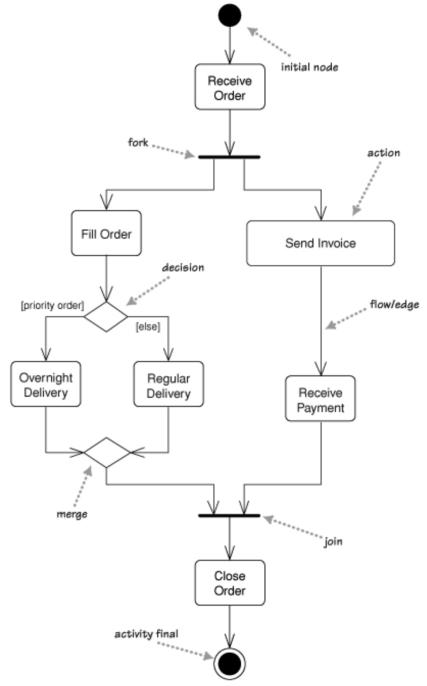 initial node
Receive
Order
fork
action
Fill Order
Send Invoice
decision
[priority order]
[else]
flow/edge
Overnight
Delivery
Regular
Delivery
Receive
Payment
merge
join
Close
Order
activity final